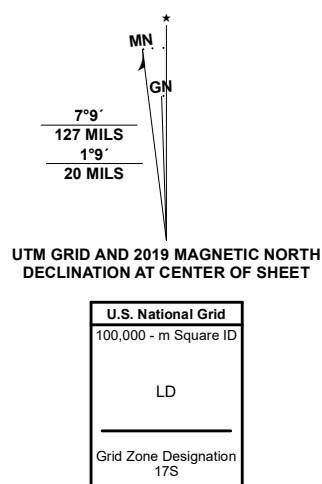 MN
GN
7°9´
127 MILS
1°9´
20 MILS
UTM GRID AND 2019 MAGNETIC NORTH
DECLINATION AT CENTER OF SHEET
U.S. National Grid
100,000 - m Square ID
LD
Grid Zone Designation
17S